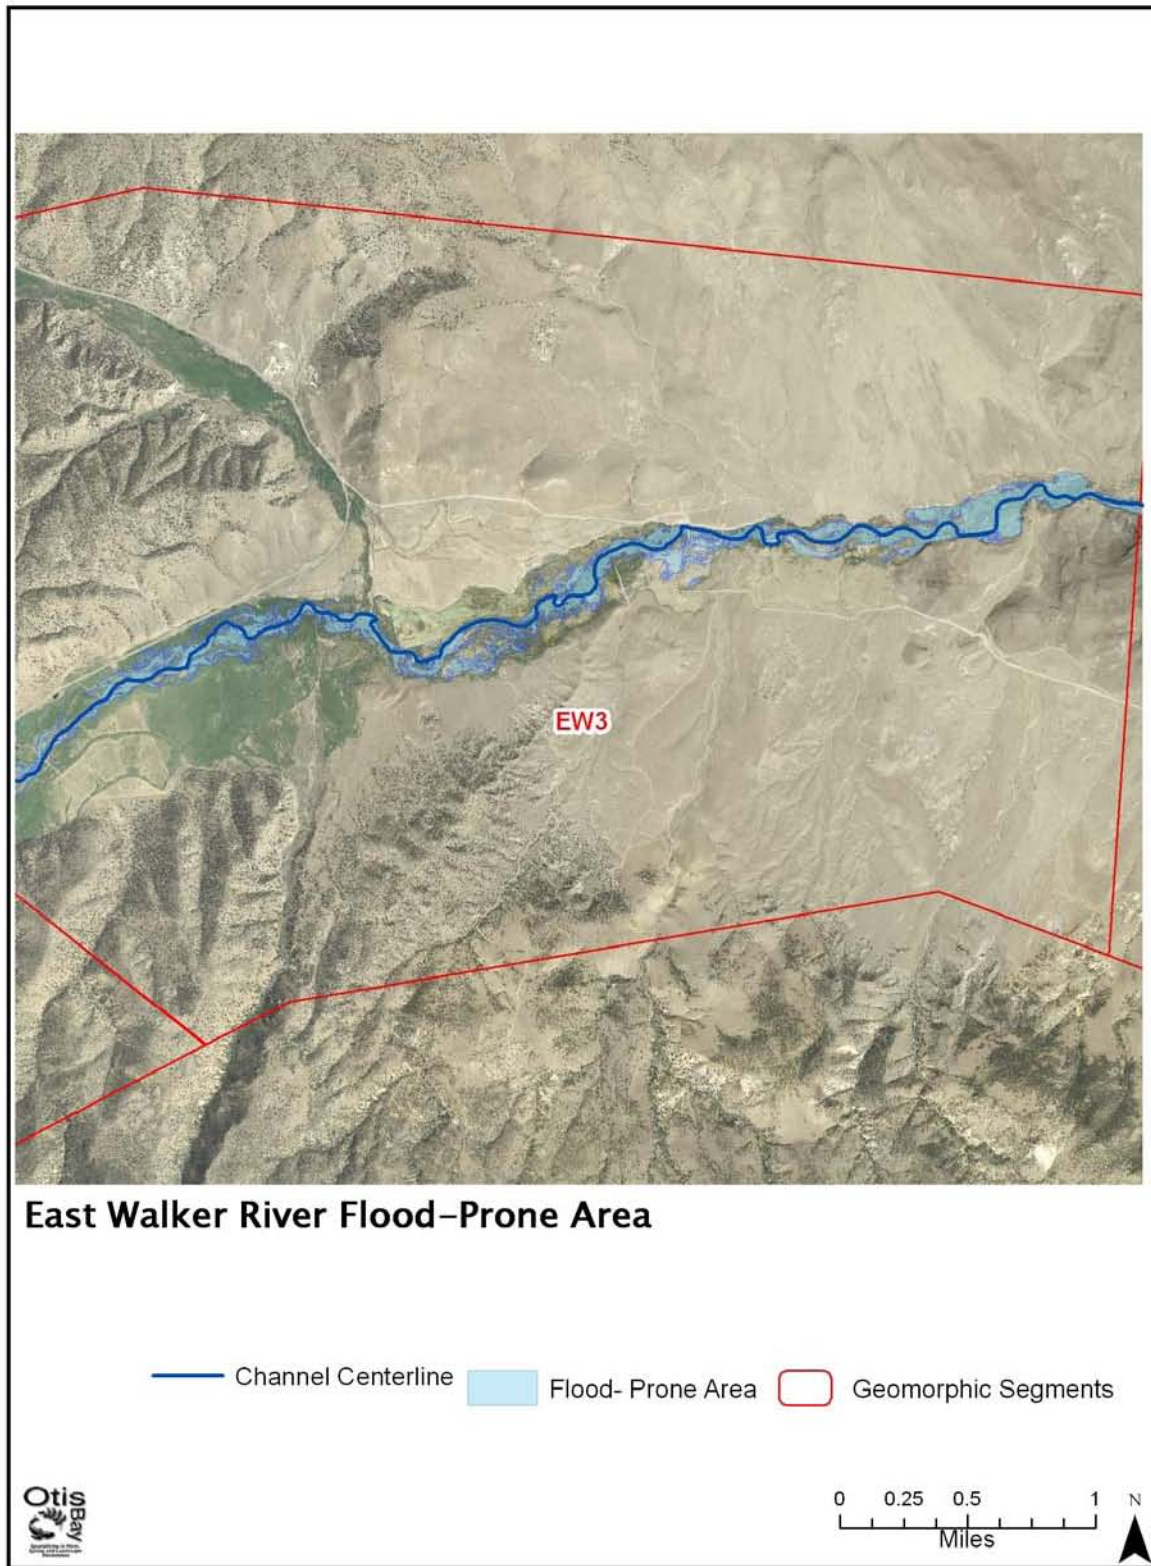 EW3
East Walker River Flood-Prone Area
Channel Centerline
Flood- Prone Area
Geomorphic Segments
Otis
Bay
0 0.25 0.5 1
Miles
N